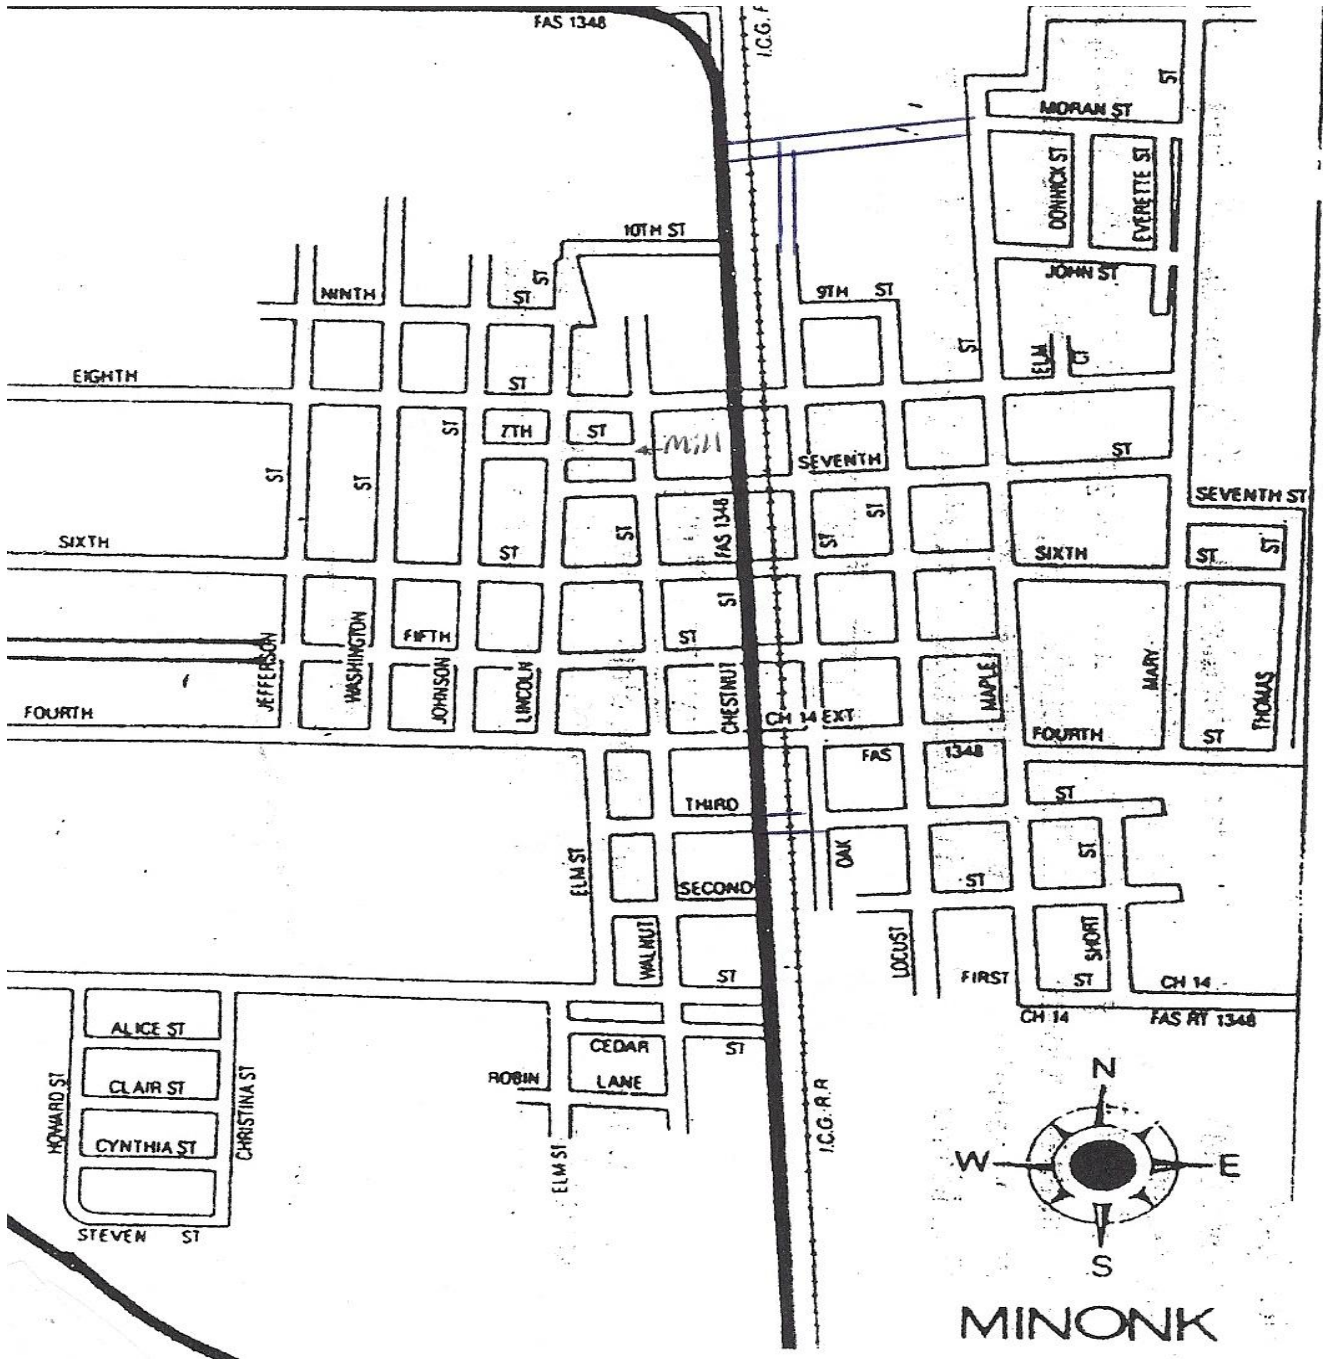 FAS 1348
I.C.G.
ST
MORAN ST
DONNICK ST
EVERETTE ST
10TH ST
JOHN ST
ST
NINTH
ST
9TH ST
ST
ELM CT
EIGHTH
ST
ST
7TH
ST
SEVENTH
ST
ST
ST
SEVENTH ST
FAS 1348
ST
ST
ST
SIXTH
ST
SIXTH
ST
ST
ST
FIFTH
ST
JEFFERSON
WASHINGTON
JOHNSON
LINCOLN
CHESTNUT
MAPLE
MARY
THOMAS
FOURTH
CH 14 EXT
FOURTH
ST
FAS 1348
THIRD
ST
ELM ST
OAK
ST
SECOND
ST
WALNUT
LOCUST
SHORT
ST
FIRST
ST
CH 14
CH 14
FAS RT 1348
ALICE ST
CEDAR
ST
ROBIN LANE
CLAIR ST
HOWARD ST
CHRISTINA ST
CYNTHIA ST
ELM ST
I.C.G. R.R
STEVEN ST
N
W
E
S
MINONK